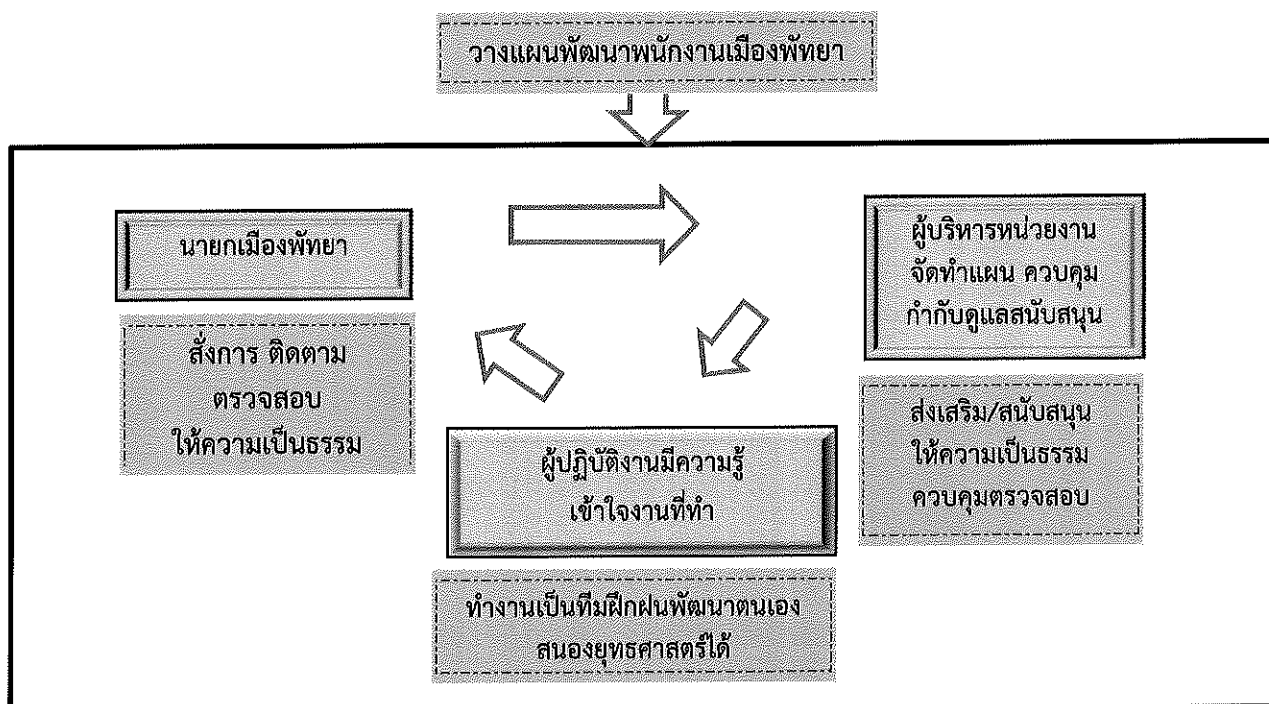 วางแผนพัฒนาพนักงานเมืองพัทยา
นายกเมืองพัทยา
สั่งการ ติดตาม
ตรวจสอบ
ให้ความเป็นธรรม
ผู้บริหารหน่วยงาน
จัดทำแผน ควบคุม
กำกับดูแลสนับสนุน
ส่งเสริม/สนับสนุน
ให้ความเป็นธรรม
ควบคุมตรวจสอบ
ผู้ปฏิบัติงานมีความรู้
เข้าใจงานที่ทำ
ทำงานเป็นทีมฝึกฝนพัฒนาตนเอง
สนองยุทธศาสตร์ได้